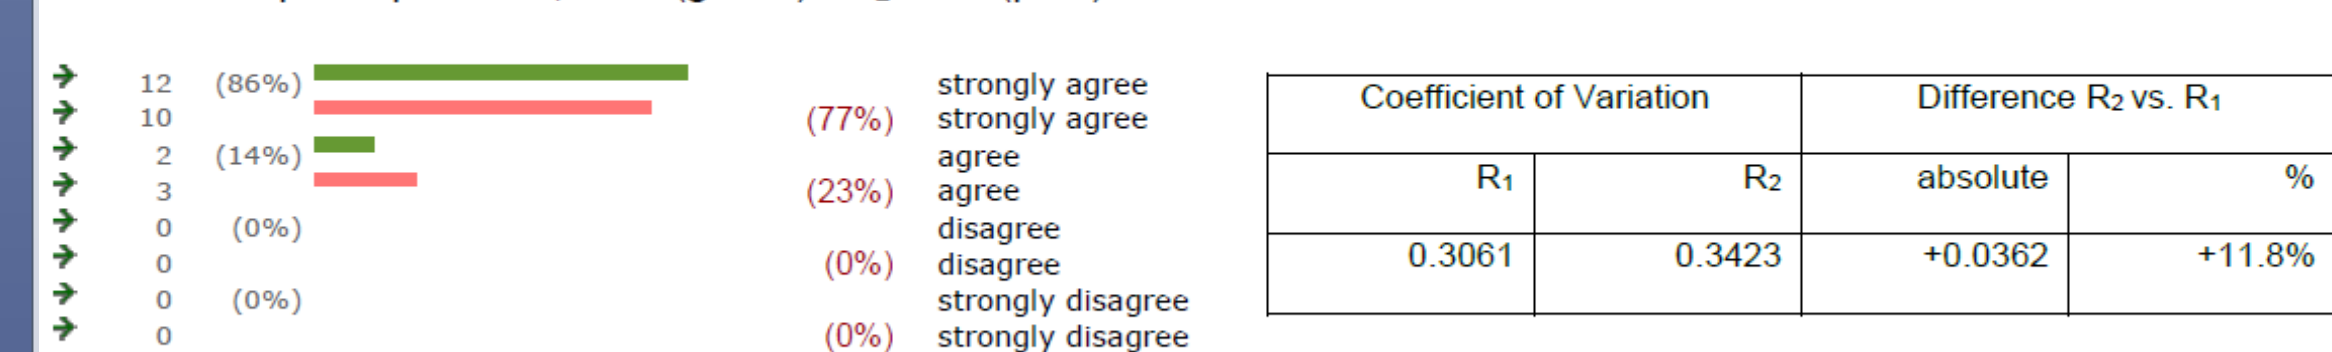 12 (86%) strongly agree
10 (77%) strongly agree
2 (14%) agree
3 (23%) agree
0 (0%) disagree
0 (0%) disagree
0 (0%) strongly disagree
0 (0%) strongly disagree
Coefficient of Variation Difference R₂ vs. R₁
R₁ R₂ absolute %
0.3061 0.3423 +0.0362 +11.8%